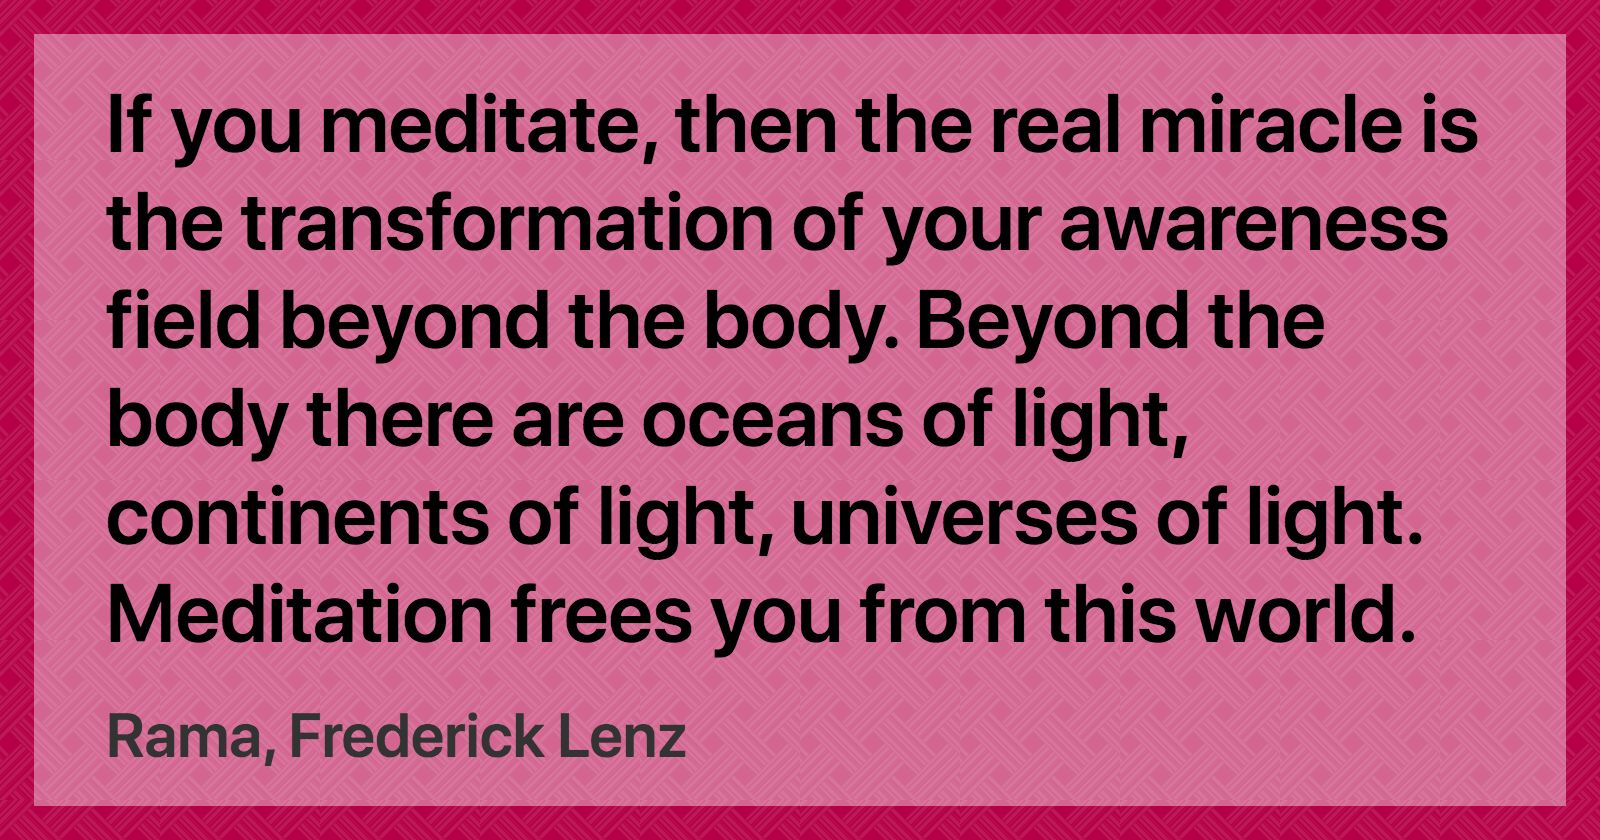 If you meditate, then the real miracle is
the transformation of your awareness
field beyond the body. Beyond the
body there are oceans of light,
continents of light, universes of light.
Meditation frees you from this world.
Rama, Frederick Lenz